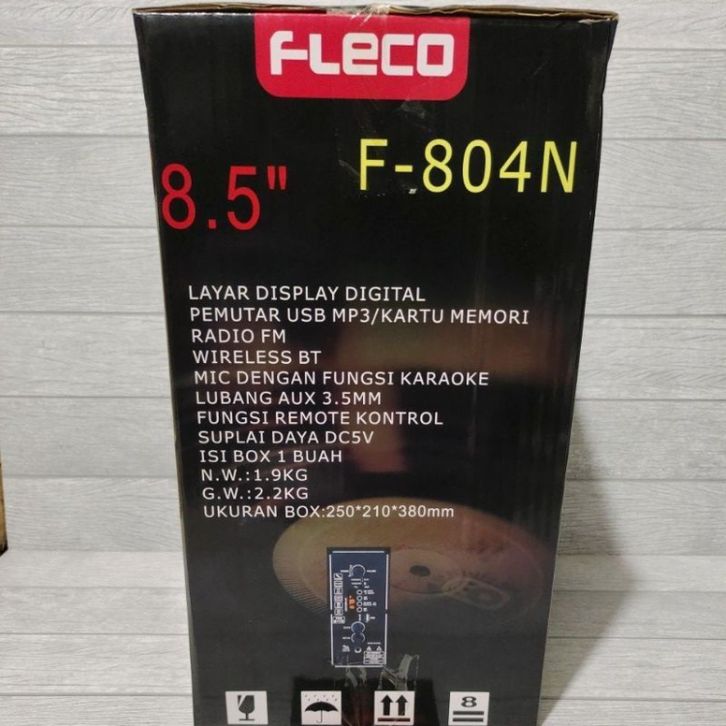 FLECO
F-804N
8.5"
LAYAR DISPLAY DIGITAL
PEMUTAR USB MP3/KARTU MEMORI
RADIO FM
WIRELESS BT
MIC DENGAN FUNGSI KARAOKE
LUBANG AUX 3.5MM
FUNGSI REMOTE KONTROL
SUPLAI DAYA DC5V
ISI BOX 1 BUAH
N.W.:1.9KG
G.W.:2.2KG
UKURAN BOX:250*210*380mm
8